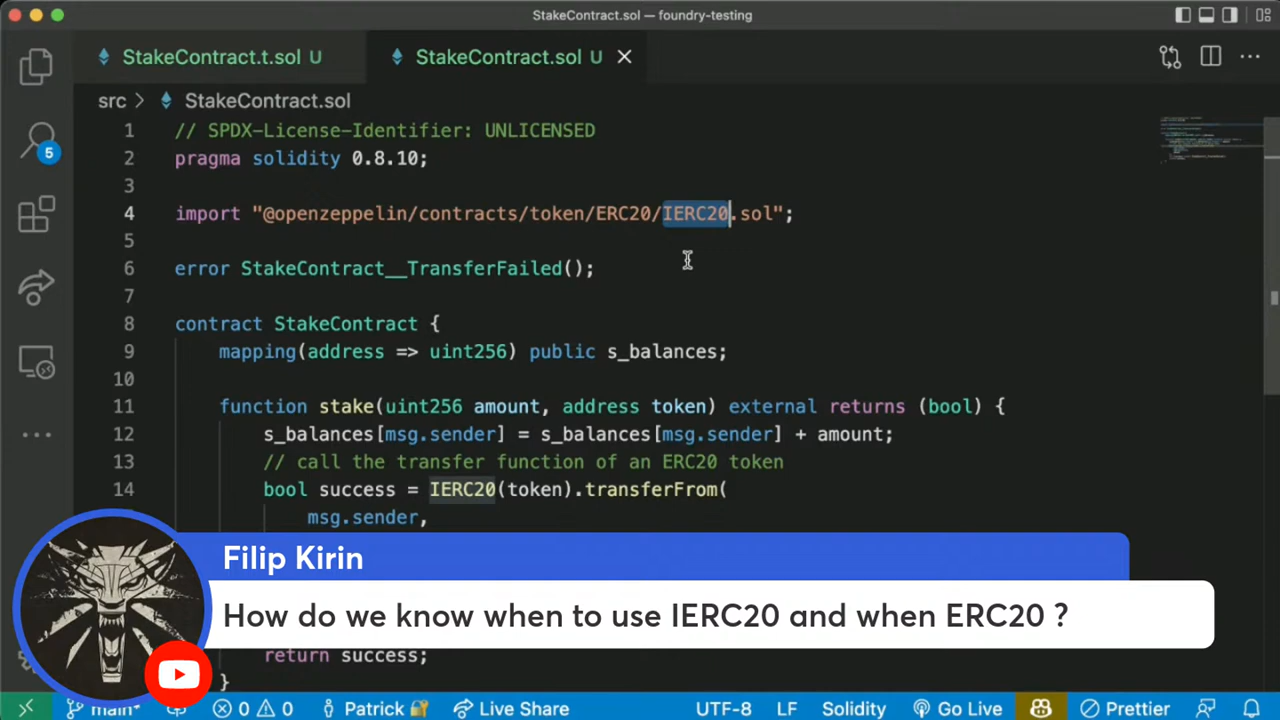 StakeContract.sol — foundry-testing
StakeContract.t.sol U
StakeContract.sol U
src > StakeContract.sol
1 // SPDX-License-Identifier: UNLICENSED
2 pragma solidity 0.8.10;
3
4 import "@openzeppelin/contracts/token/ERC20/IERC20.sol";
5
6 error StakeContract__TransferFailed();
7
8 contract StakeContract {
9 mapping(address => uint256) public s_balances;
10
11 function stake(uint256 amount, address token) external returns (bool) {
12 s_balances[msg.sender] = s_balances[msg.sender] + amount;
13 // call the transfer function of an ERC20 token
14 bool success = IERC20(token).transferFrom(
msg.sender,
5
Filip Kirin
How do we know when to use IERC20 and when ERC20 ?
return success;
}
main* 0 0 Patrick Live Share UTF-8 LF Solidity Go Live Prettier